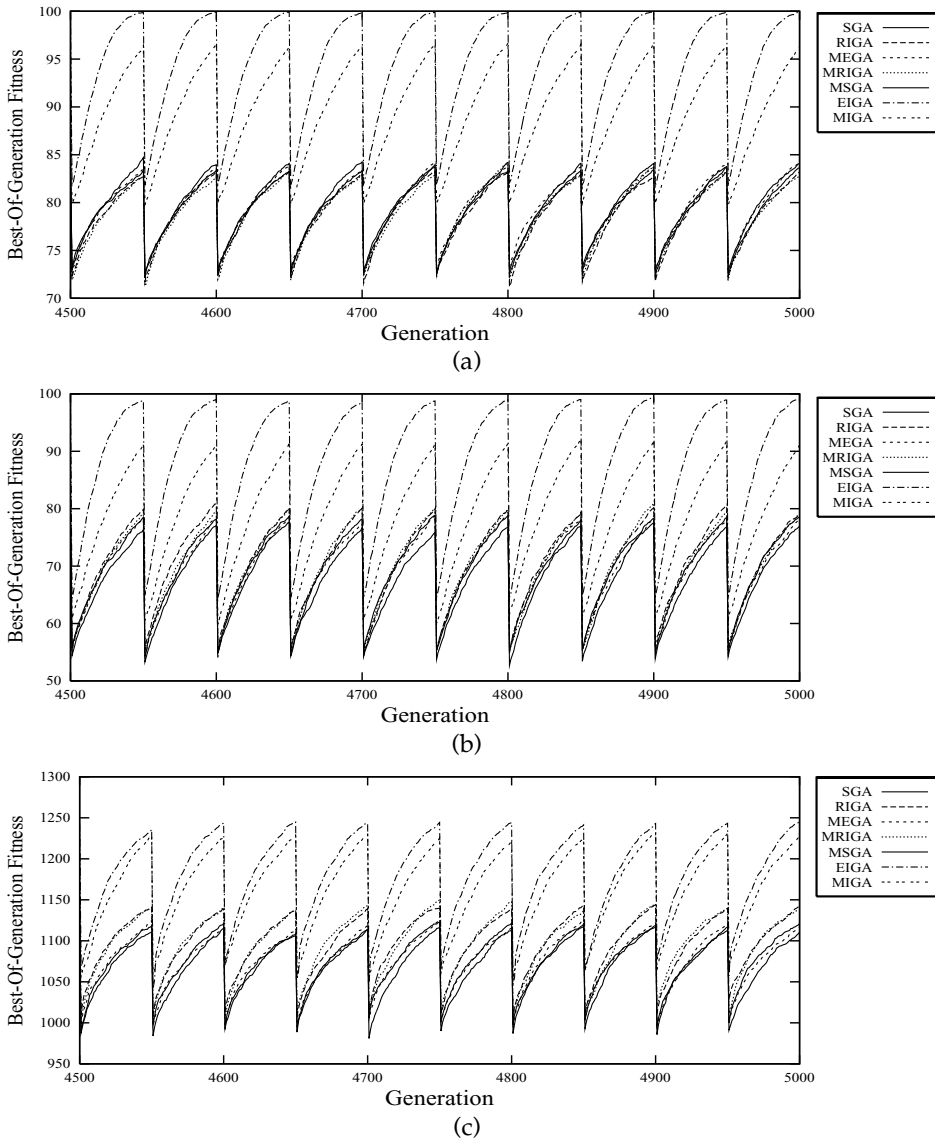 Best-Of-Generation Fitness
100
95
90
85
80
75
70
4500
4600
4700
4800
4900
5000
Generation
SGA
RIGA
MEGA
MRIGA
MSGA
EIGA
MIGA
(a)
Best-Of-Generation Fitness
100
90
80
70
60
50
4500
4600
4700
4800
4900
5000
Generation
SGA
RIGA
MEGA
MRIGA
MSGA
EIGA
MIGA
(b)
Best-Of-Generation Fitness
1300
1250
1200
1150
1100
1050
1000
950
4500
4600
4700
4800
4900
5000
Generation
SGA
RIGA
MEGA
MRIGA
MSGA
EIGA
MIGA
(c)